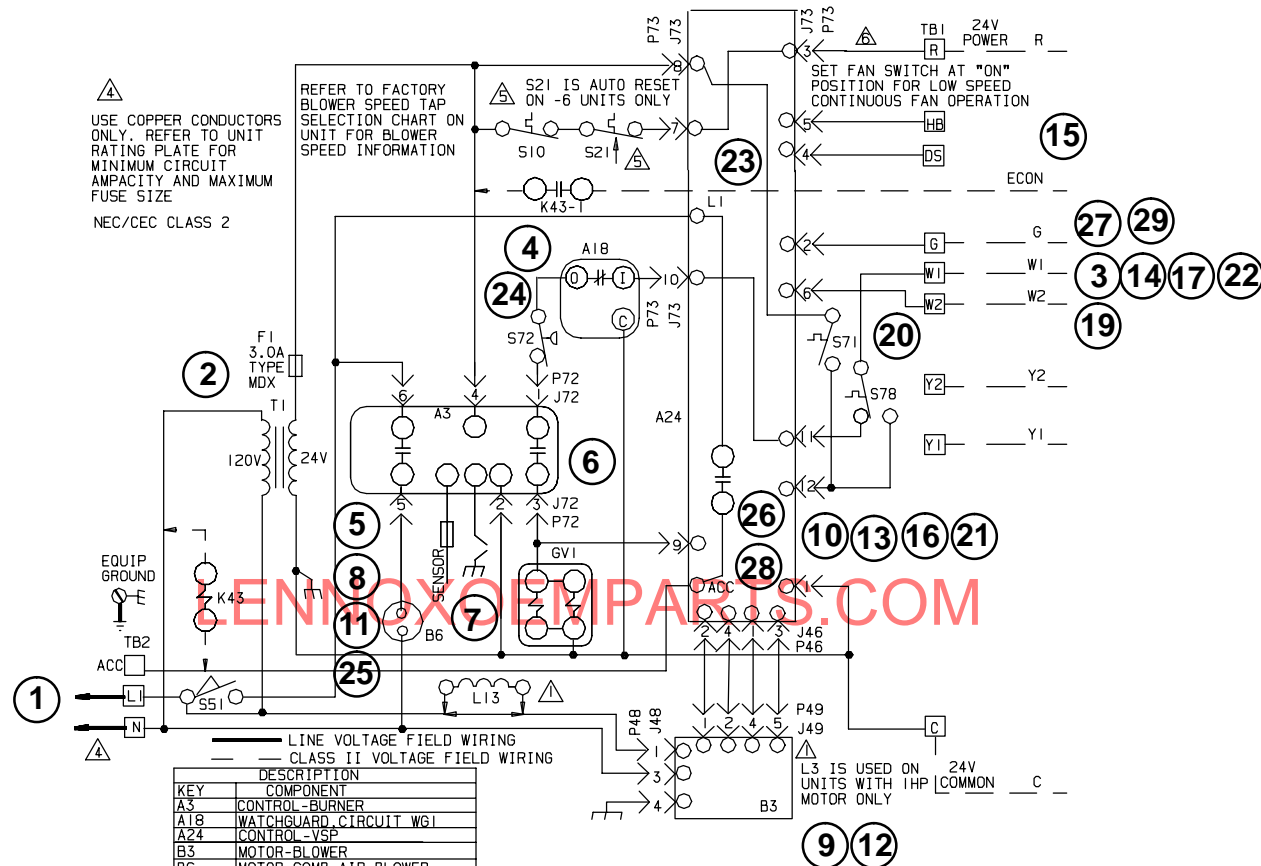 P73
J73
J73
P73
TB1
24V
POWER
R
3
6
R
8
4
USE COPPER CONDUCTORS
ONLY. REFER TO UNIT
RATING PLATE FOR
MINIMUM CIRCUIT
AMPACITY AND MAXIMUM
FUSE SIZE
NEC/CEC CLASS 2
REFER TO FACTORY
BLOWER SPEED TAP
SELECTION CHART ON
UNIT FOR BLOWER
SPEED INFORMATION
5
S21 IS AUTO RESET
ON -6 UNITS ONLY
SET FAN SWITCH AT "ON"
POSITION FOR LOW SPEED
CONTINUOUS FAN OPERATION
S10
S21
5
7
5
HB
4
DS
15
23
ECON
K43-1
L1
4
A18
2
G
G
27
29
24
O
I
C
10
P73
J73
W1
W1
3
14
17
22
6
W2
W2
19
S72
S71
20
F1
3.0A
TYPE
MDX
2
T1
120V
24V
P72
J72
6
4
1
A3
A24
S78
Y2
Y2
11
Y1
Y1
6
12
5
2
3
J72
P72
5
8
11
25
SENSOR
7
GV1
9
26
28
10
13
16
21
EQUIP
GROUND
K43
LENNOXOEMPARTS.COM
B6
ACC
1
TB2
ACC
2
4
1
3
J46
P46
1
L1
S51
L13
1
N
4
P48
J48
1
2
4
5
P49
J49
C
1
3
4
B3
1
L3 IS USED ON
UNITS WITH 1HP
MOTOR ONLY
24V
COMMON
C
LINE VOLTAGE FIELD WIRING
CLASS II VOLTAGE FIELD WIRING
9
12
DESCRIPTION
KEY COMPONENT
A3 CONTROL-BURNER
A18 WATCHGUARD,CIRCUIT WG1
A24 CONTROL-VSP
B3 MOTOR-BLOWER
B6 MOTOR-COMB AIR BLOWER